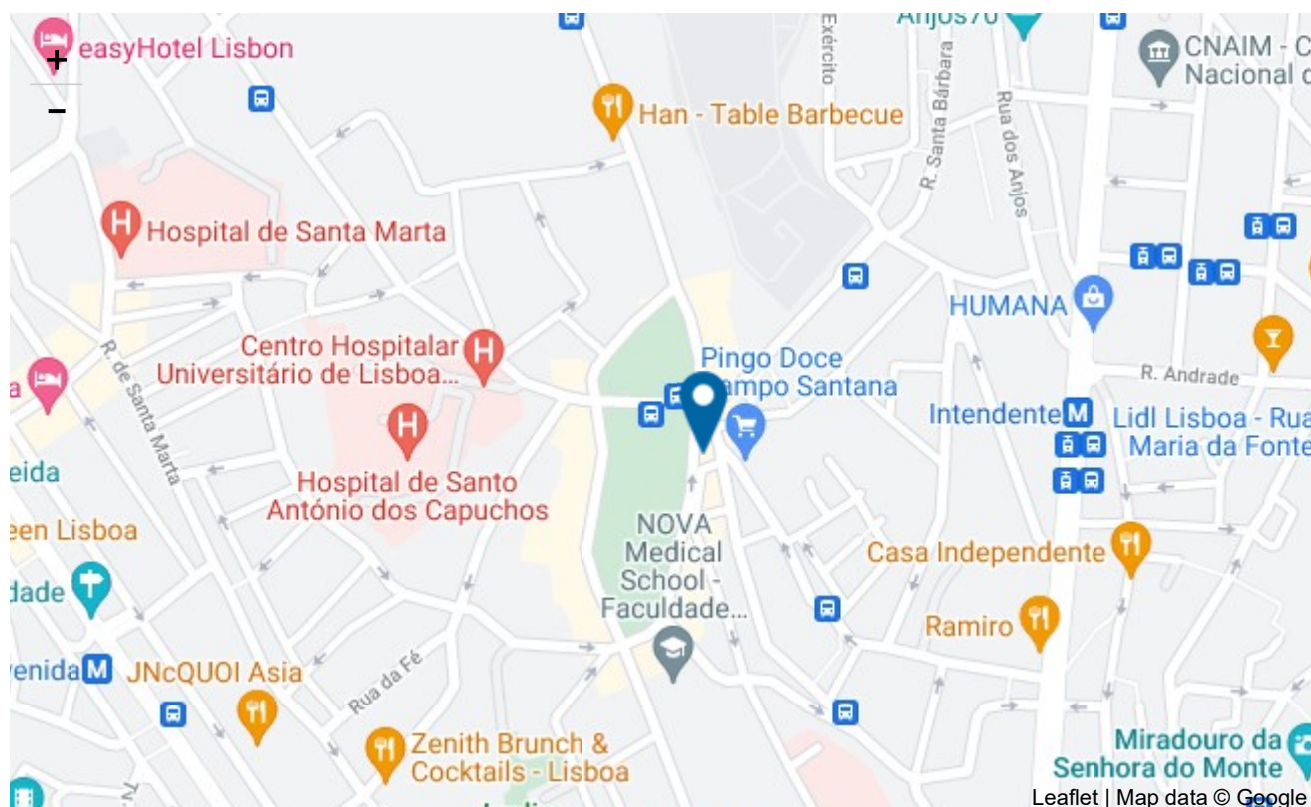 easyHotel Lisbon
+
−
Han - Table Barbecue
Exército
Anjos70
CNAIM - C
Nacional d
R. Santa Bárbara
Rua dos Anjos
H
Hospital de Santa Marta
HUMANA
R. Andrade
Centro Hospitalar
Universitário de Lisboa...
H
Pingo Doce
ampo Santana
a
R. de Santa Marta
H
Hospital de Santo
António dos Capuchos
Intendente
M
Lidl Lisboa - Rua
Maria da Fonte
eida
een Lisboa
NOVA
Medical
School -
Faculdade...
Casa Independente
dade
Ramiro
venida
M
JNcQUOI Asia
Rua da Fé
Zenith Brunch &
Cocktails - Lisboa
Miradouro da
Senhora do Monte
Leaflet | Map data © Google